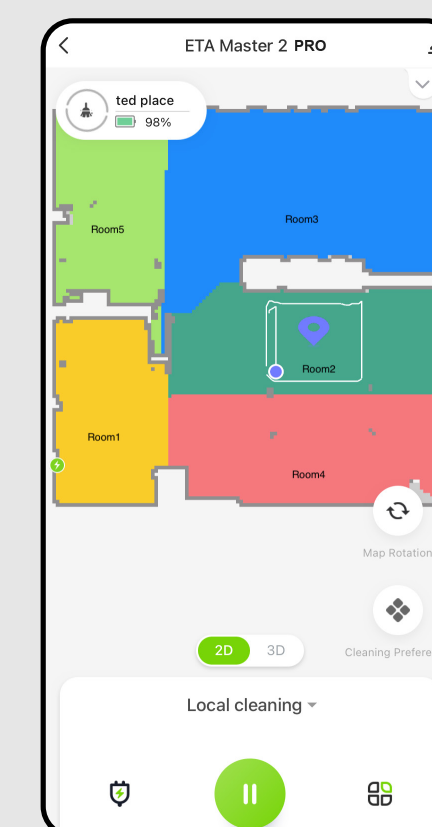 ETA Master 2 PRO
ted place
98%
Room5
Room3
Room2
Room1
Room4
Map Rotation
2D
3D
Cleaning Prefere
Local cleaning